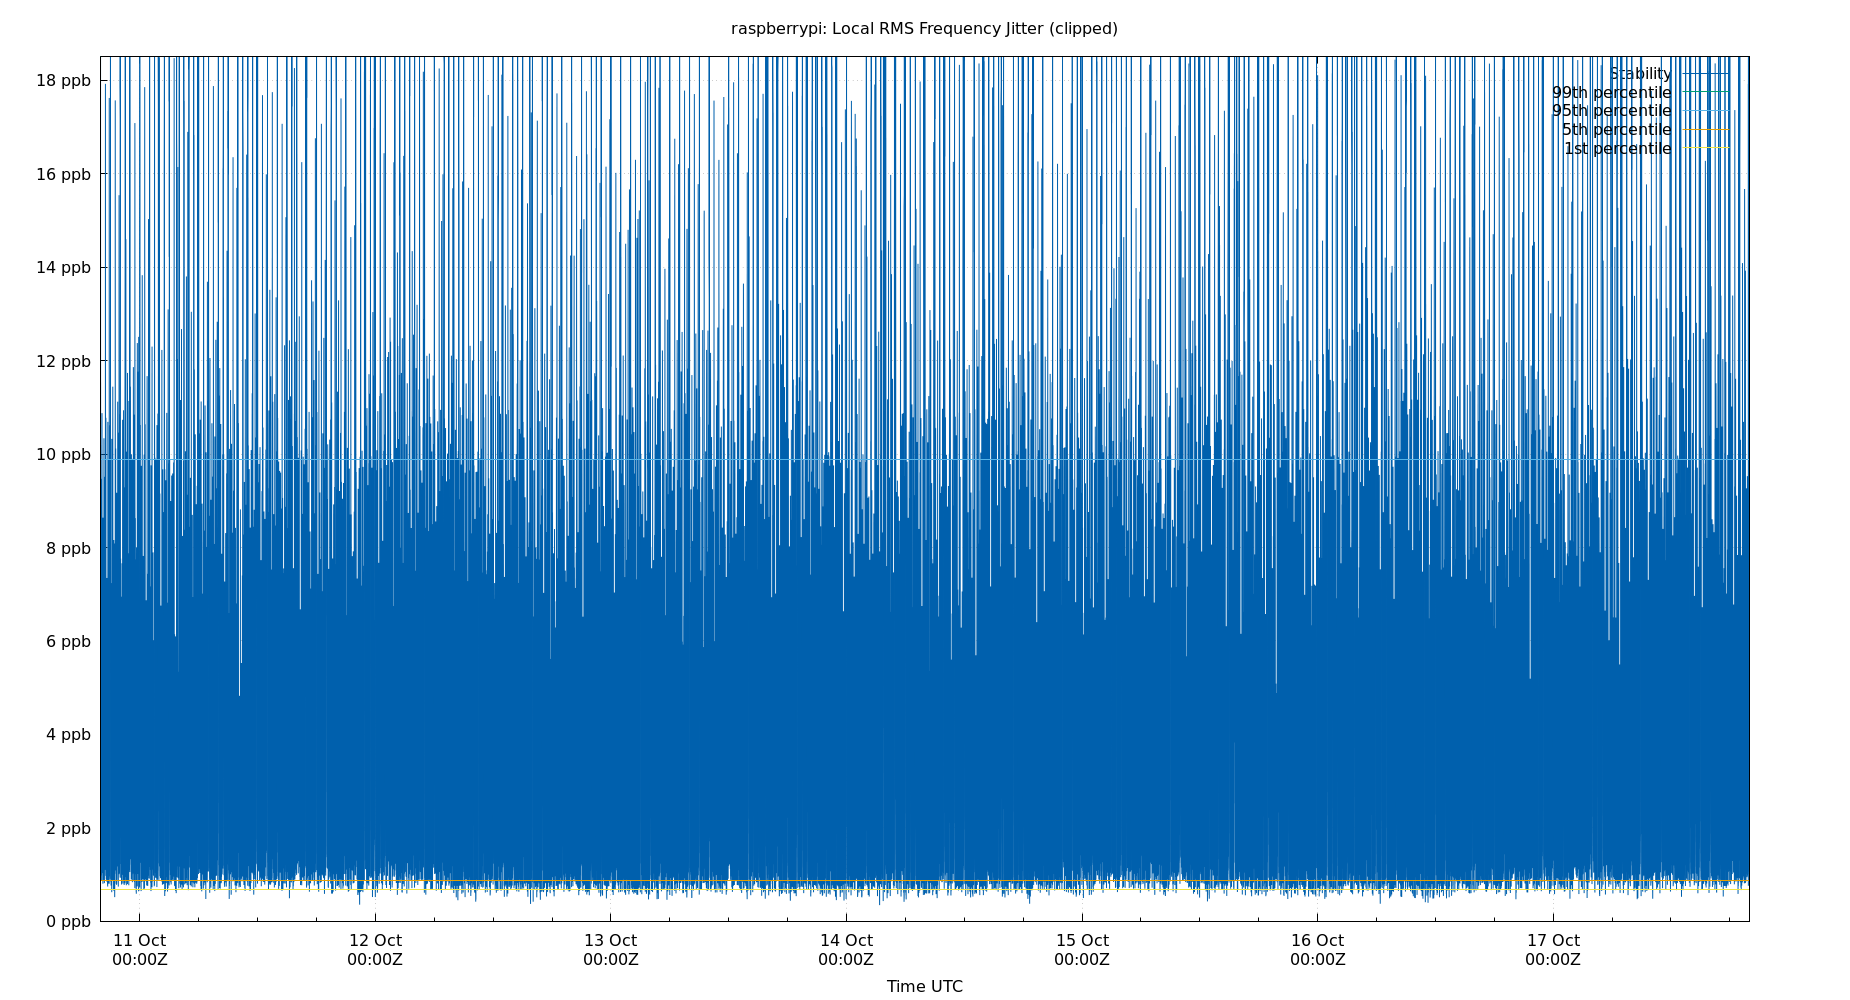 raspberrypi: Local RMS Frequency Jitter (clipped)
Stability
99th percentile
95th percentile
5th percentile
1st percentile
18 ppb
16 ppb
14 ppb
12 ppb
10 ppb
8 ppb
6 ppb
4 ppb
2 ppb
0 ppb
11 Oct 12 Oct 13 Oct 14 Oct 15 Oct 16 Oct 17 Oct
00:00Z 00:00Z 00:00Z 00:00Z 00:00Z 00:00Z 00:00Z
Time UTC